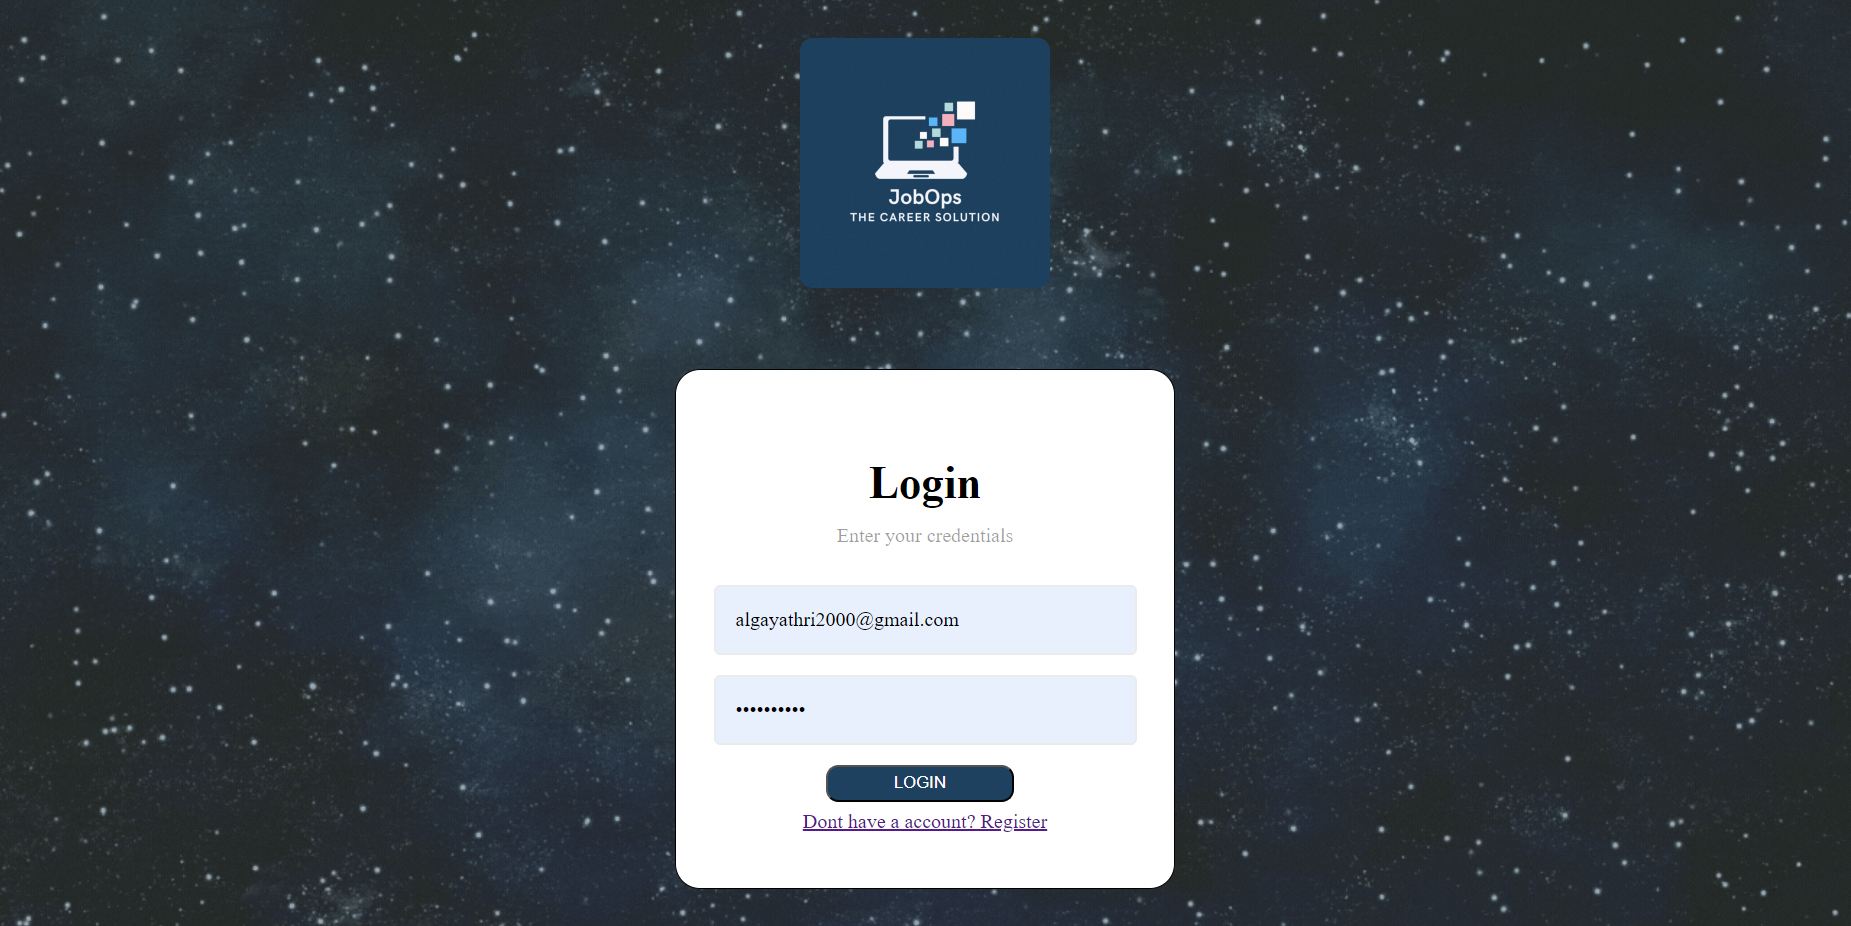 JobOps
THE CAREER SOLUTION
Login
Enter your credentials
algayathri2000@gmail.com
••••••••••
LOGIN
Dont have a account? Register